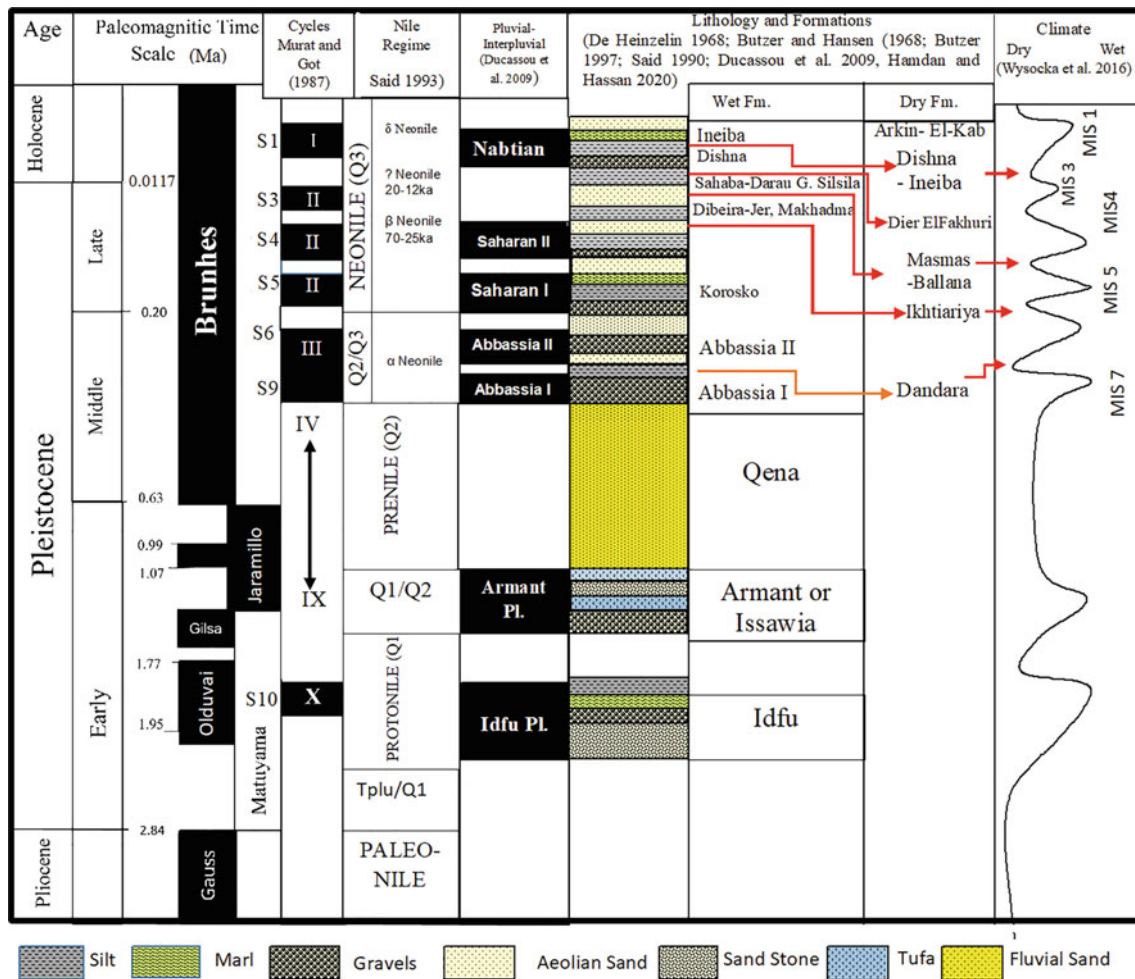 Age
Paleomagnitic Time
Scale (Ma)
Cycles
Murat and
Got
(1987)
Nile
Regime
Said 1993)
Pluvial-
Interpluvial
(Ducassou et
al. 2009)
Lithology and Formations
(De Heinzelin 1968; Butzer and Hansen (1968; Butzer
1997; Said 1990; Ducassou et al. 2009, Hamdan and
Hassan 2020)
Wet Fm.
Dry Fm.
Climate
Dry Wet
(Wysocka et al. 2016)
Holocene
Pleistocene
Pliocene
Late
Middle
Early
0.0117
0.20
0.63
0.99
1.07
1.77
1.95
2.84
Brunhes
Jaramillo
Gilsa
Olduvai
Matuyama
Gauss
S1
S3
S4
S5
S6
S9
S10
I
II
II
II
III
IV
IX
X
NEONILE (Q3)
δ Neonile
? Neonile
20-12ka
β Neonile
70-25ka
Q2/Q3
α Neonile
PRENILE (Q2)
Q1/Q2
PROTONILE (Q1
Tplu/Q1
PALEO-
NILE
Nabtian
Saharan II
Saharan I
Abbassia II
Abbassia I
Armant
Pl.
Idfu Pl.
Ineiba
Dishna
Sahaba-Darau G. Silsila
Dibeira-Jer, Makhadma
Korosko
Abbassia II
Abbassia I
Qena
Armant or
Issawia
Idfu
Arkin- El-Kab
Dishna
- Ineiba
Dier ElFakhuri
Masmas
-Ballana
Ikhtiariya
Dandara
MIS 1
MIS 3
MIS4
MIS 5
MIS 7
Silt
Marl
Gravels
Aeolian Sand
Sand Stone
Tufa
Fluvial Sand